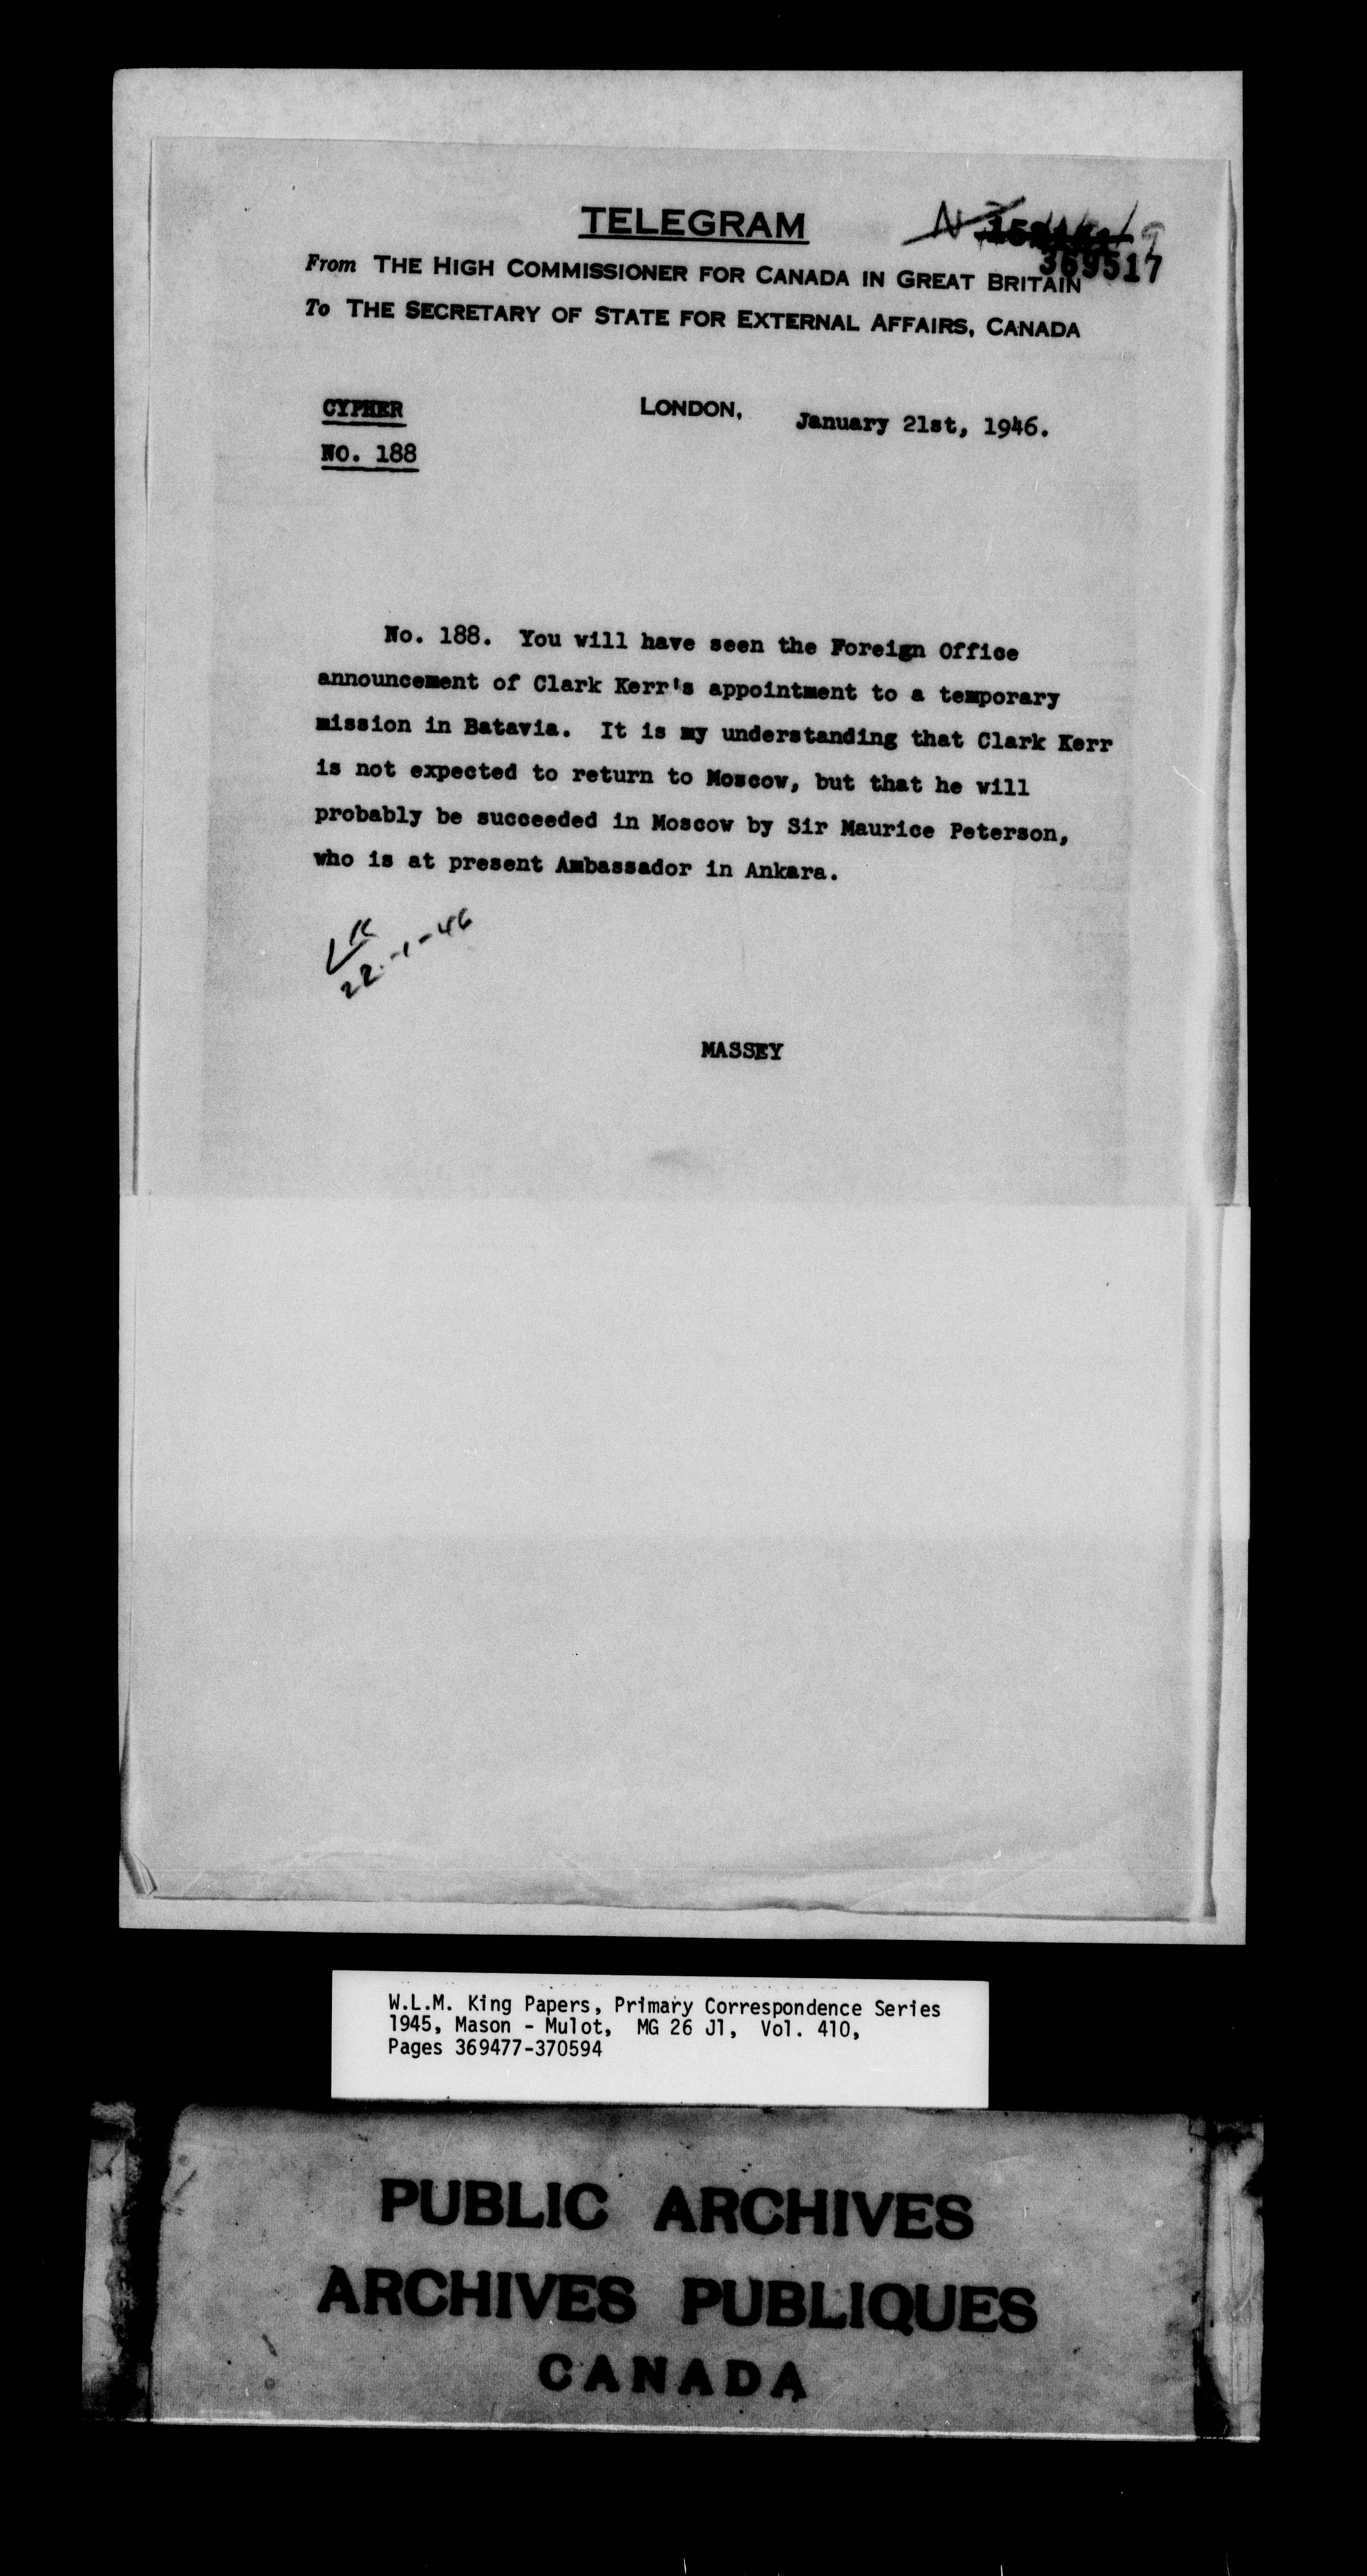 TELEGRAM
369517
From THE HIGH COMMISSIONER FOR CANADA IN GREAT BRITAIN
To THE SECRETARY OF STATE FOR EXTERNAL AFFAIRS, CANADA
CYPHER
LONDON, January 21st, 1946.
NO. 188
No. 188. You will have seen the Foreign Office
announcement of Clark Kerr's appointment to a temporary
mission in Batavia. It is my understanding that Clark Kerr
is not expected to return to Moscow, but that he will
probably be succeeded in Moscow by Sir Maurice Peterson,
who is at present Ambassador in Ankara.
22-1-46
MASSEY
W.L.M. King Papers, Primary Correspondence Series
1945, Mason - Mulot, MG 26 J1, Vol. 410,
Pages 369477-370594
PUBLIC ARCHIVES
ARCHIVES PUBLIQUES
CANADA